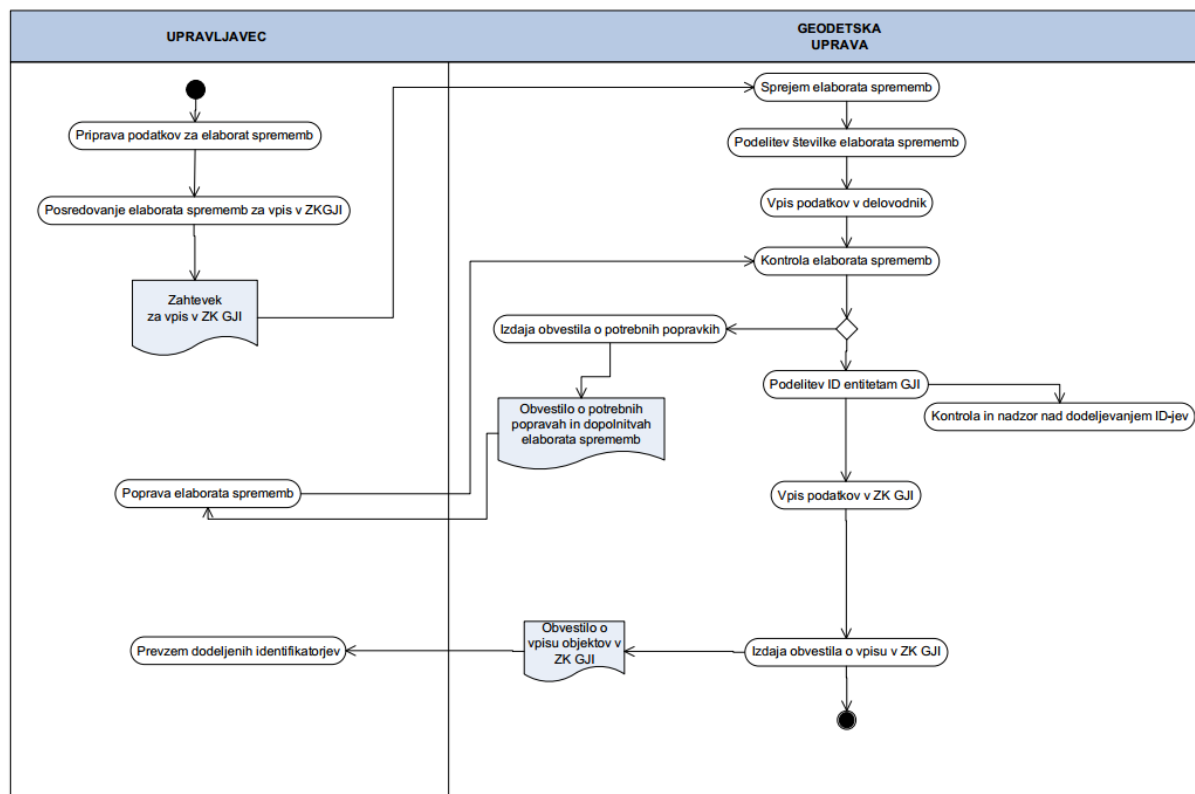 UPRAVLJAVEC
GEODETSKA
UPRAVA
Priprava podatkov za elaborat sprememb
Posredovanje elaborata sprememb za vpis v ZKGJI
Zahtevek
za vpis v ZK GJI
Sprejem elaborata sprememb
Podelitev številke elaborata sprememb
Vpis podatkov v delovodnik
Kontrola elaborata sprememb
Izdaja obvestila o potrebnih popravkih
Obvestilo o potrebnih
popravah in dopolnitvah
elaborata sprememb
Podelitev ID entitetam GJI
Kontrola in nadzor nad dodeljevanjem ID-jev
Poprava elaborata sprememb
Vpis podatkov v ZK GJI
Prevzem dodeljenih identifikatorjev
Obvestilo o
vpisu objektov v
ZK GJI
Izdaja obvestila o vpisu v ZK GJI